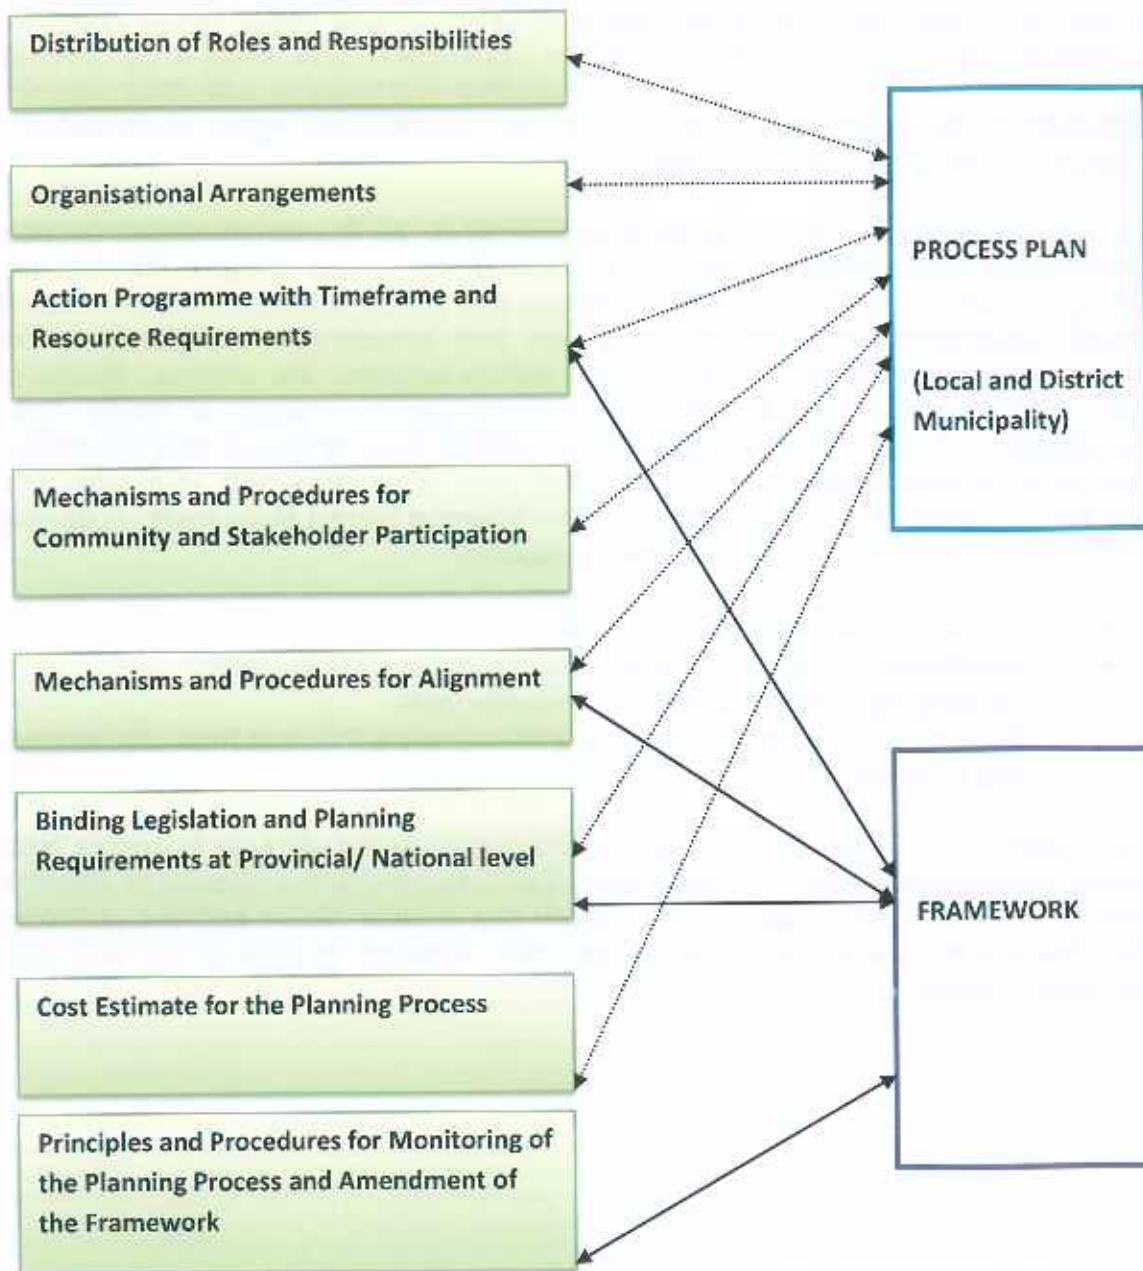 Distribution of Roles and Responsibilities
Organisational Arrangements
Action Programme with Timeframe and
Resource Requirements
Mechanisms and Procedures for
Community and Stakeholder Participation
Mechanisms and Procedures for Alignment
Binding Legislation and Planning
Requirements at Provincial/ National level
Cost Estimate for the Planning Process
Principles and Procedures for Monitoring of
the Planning Process and Amendment of
the Framework
PROCESS PLAN
(Local and District
Municipality)
FRAMEWORK